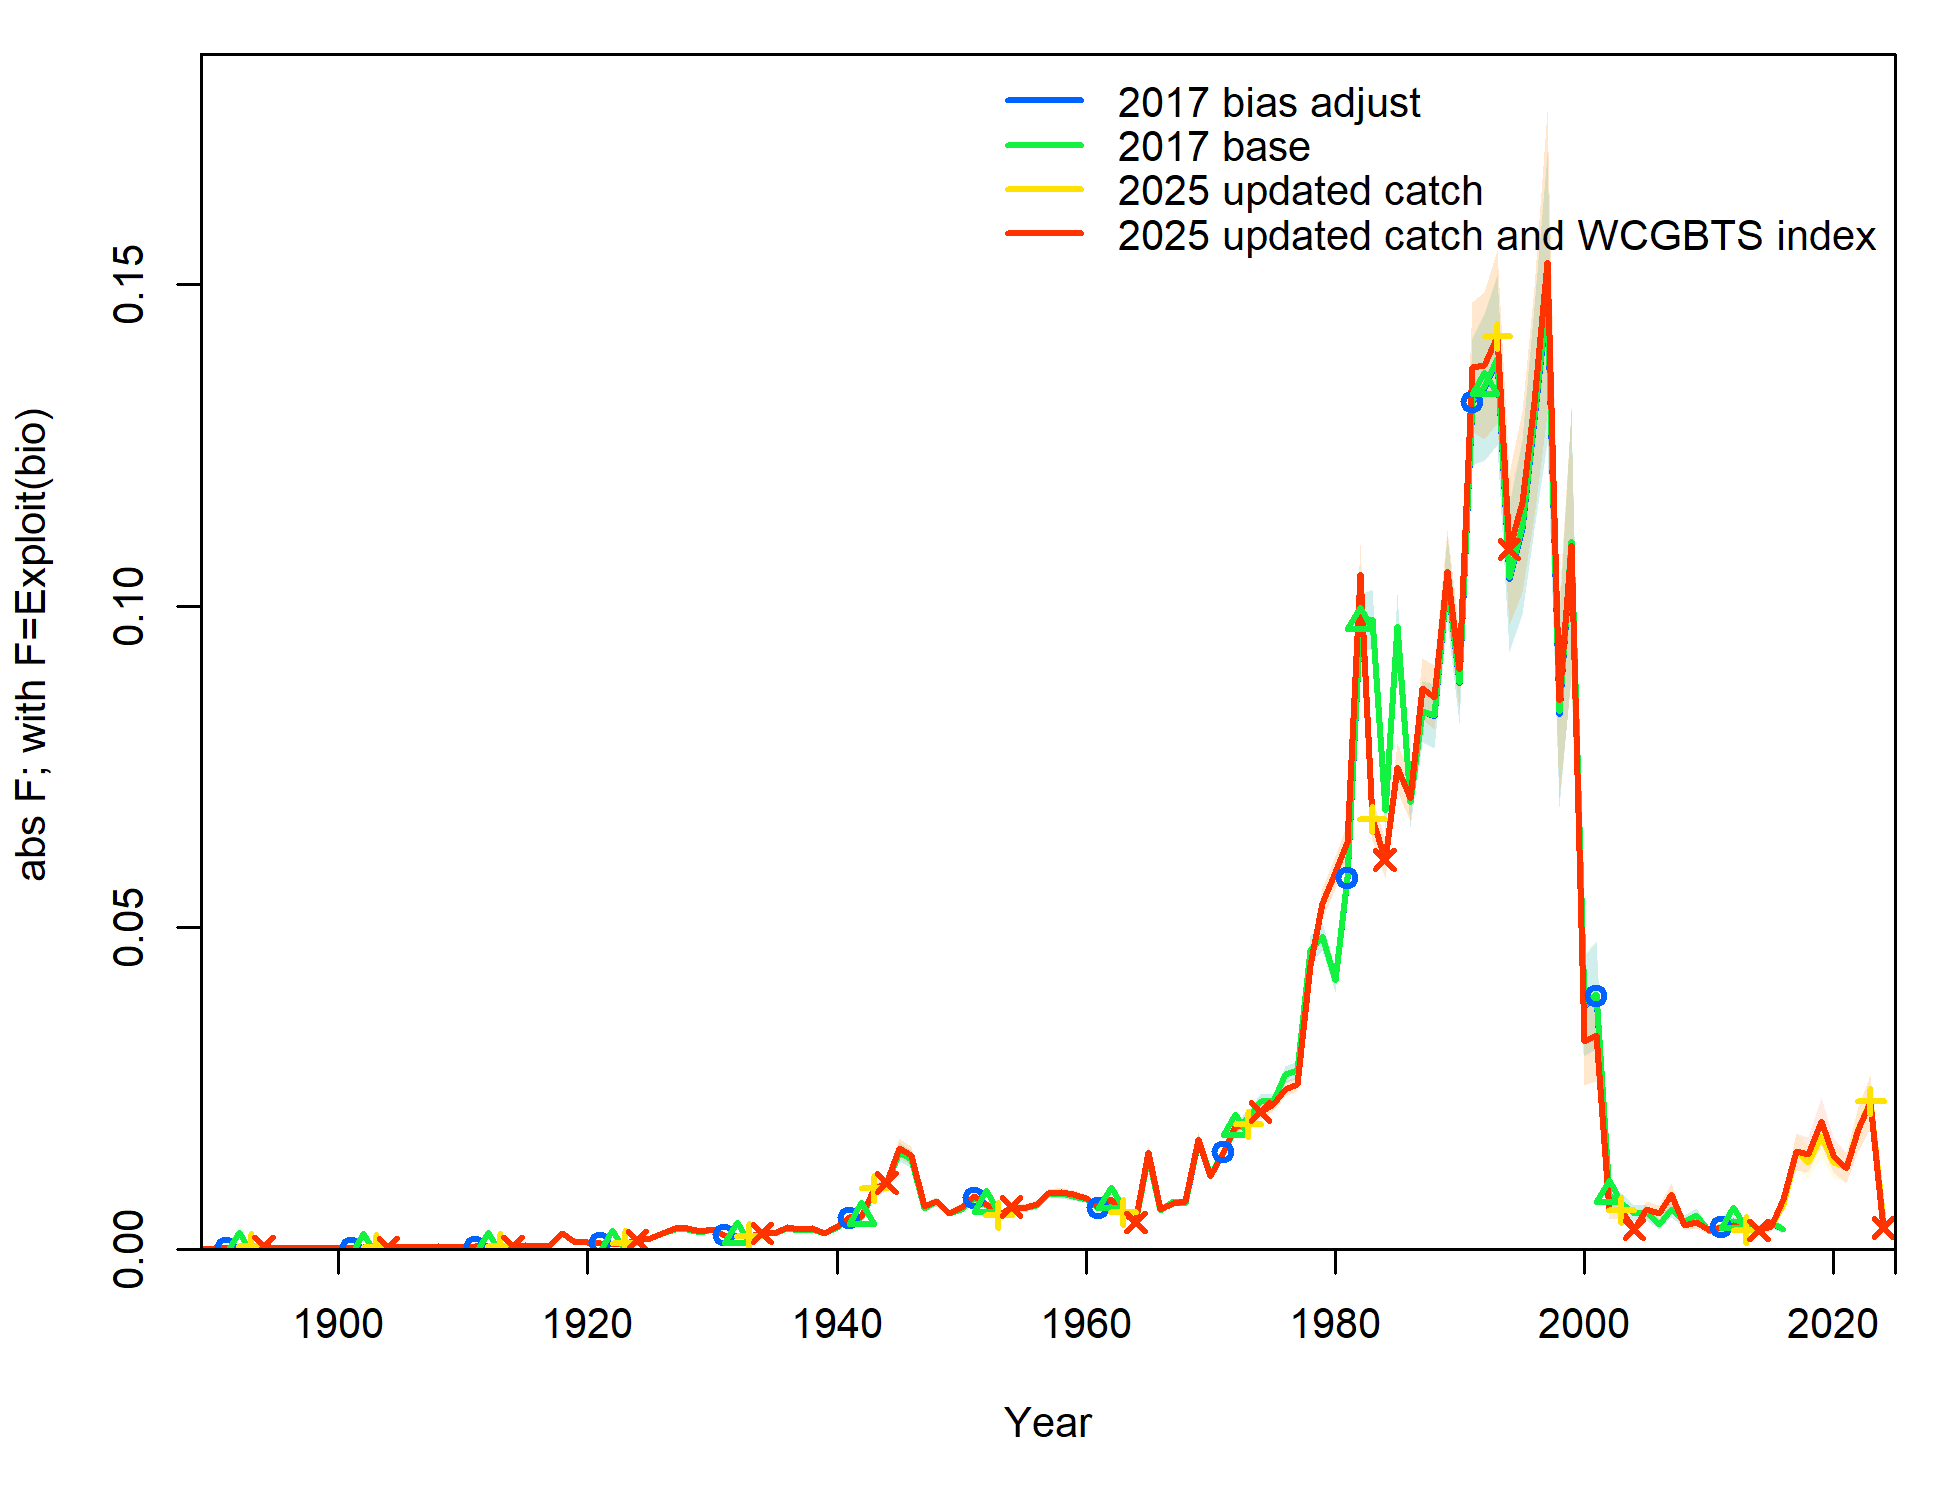 2017 bias adjust
2017 base
2025 updated catch
2025 updated catch and WCGBTS index
abs F; with F=Exploit(bio)
0.15
0.10
0.05
0.00
1900 1920 1940 1960 1980 2000 2020
Year